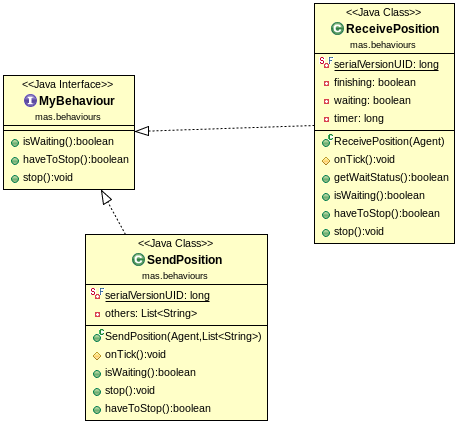 <<Java Class>>
ReceivePosition
mas.behaviours
serialVersionUID: long
finishing: boolean
waiting: boolean
timer: long
ReceivePosition(Agent)
onTick():void
getWaitStatus():boolean
isWaiting():boolean
haveToStop():boolean
stop():void
<<Java Interface>>
MyBehaviour
mas.behaviours
isWaiting():boolean
haveToStop():boolean
stop():void
<<Java Class>>
SendPosition
mas.behaviours
serialVersionUID: long
others: List<String>
SendPosition(Agent,List<String>)
onTick():void
isWaiting():boolean
stop():void
haveToStop():boolean